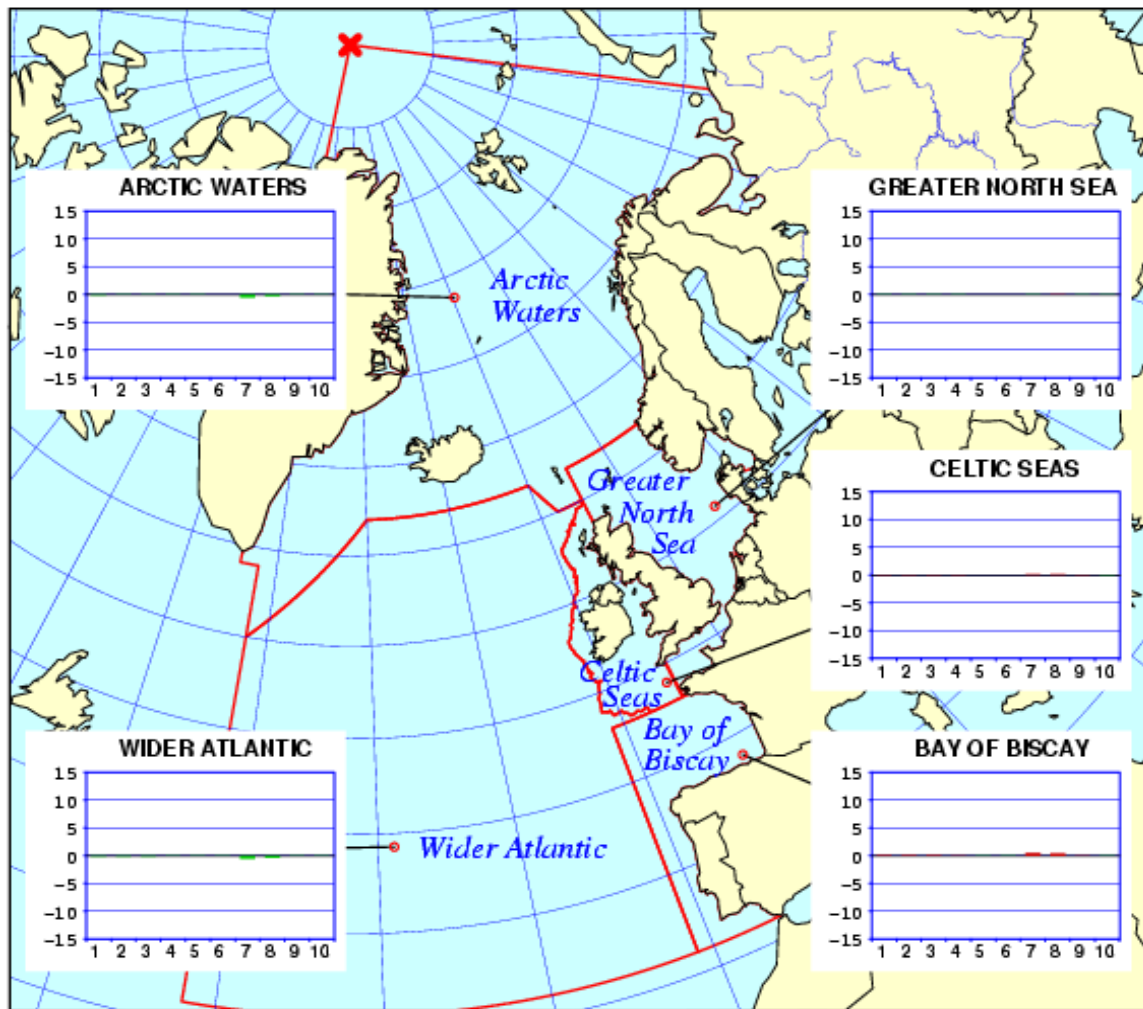 ARCTIC WATERS
15
10
5
0
−5
−10
−15
1 2 3 4 5 6 7 8 9 10
GREATER NORTH SEA
15
10
5
0
−5
−10
−15
1 2 3 4 5 6 7 8 9 10
Arctic
Waters
Greater
North
Sea
CELTIC SEAS
15
10
5
0
−5
−10
−15
1 2 3 4 5 6 7 8 9 10
Celtic
Seas
Bay of
Biscay
WIDER ATLANTIC
15
10
5
0
−5
−10
−15
1 2 3 4 5 6 7 8 9 10
Wider Atlantic
BAY OF BISCAY
15
10
5
0
−5
−10
−15
1 2 3 4 5 6 7 8 9 10